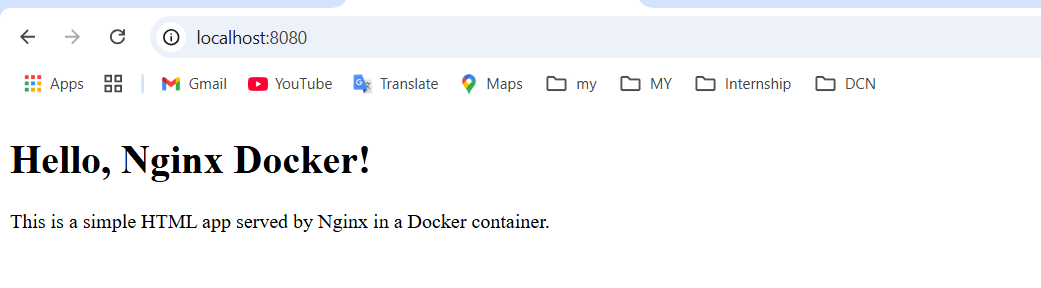 localhost:8080
Apps Gmail YouTube Translate Maps my MY Internship DCN
Hello, Nginx Docker!
This is a simple HTML app served by Nginx in a Docker container.